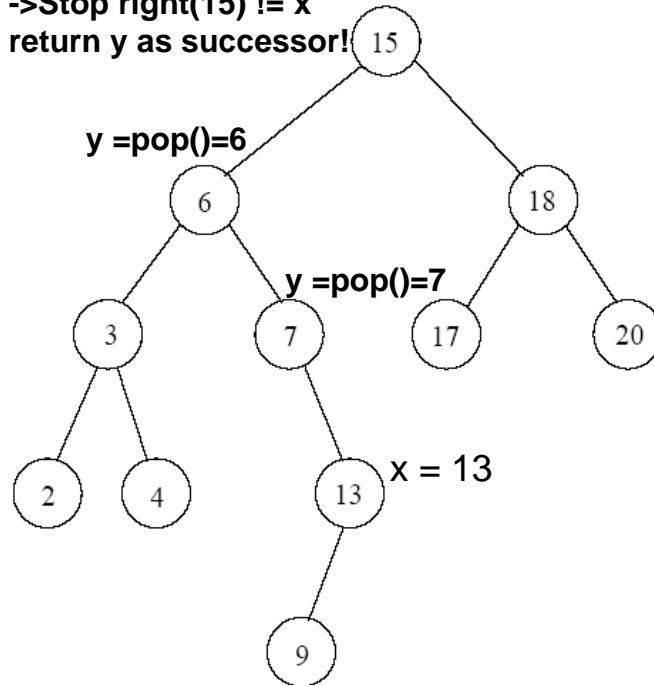 ->Stop right(15) != x
return y as successor!
15
y =pop()=6
6
18
y =pop()=7
3
7
17
20
x = 13
2
4
13
9